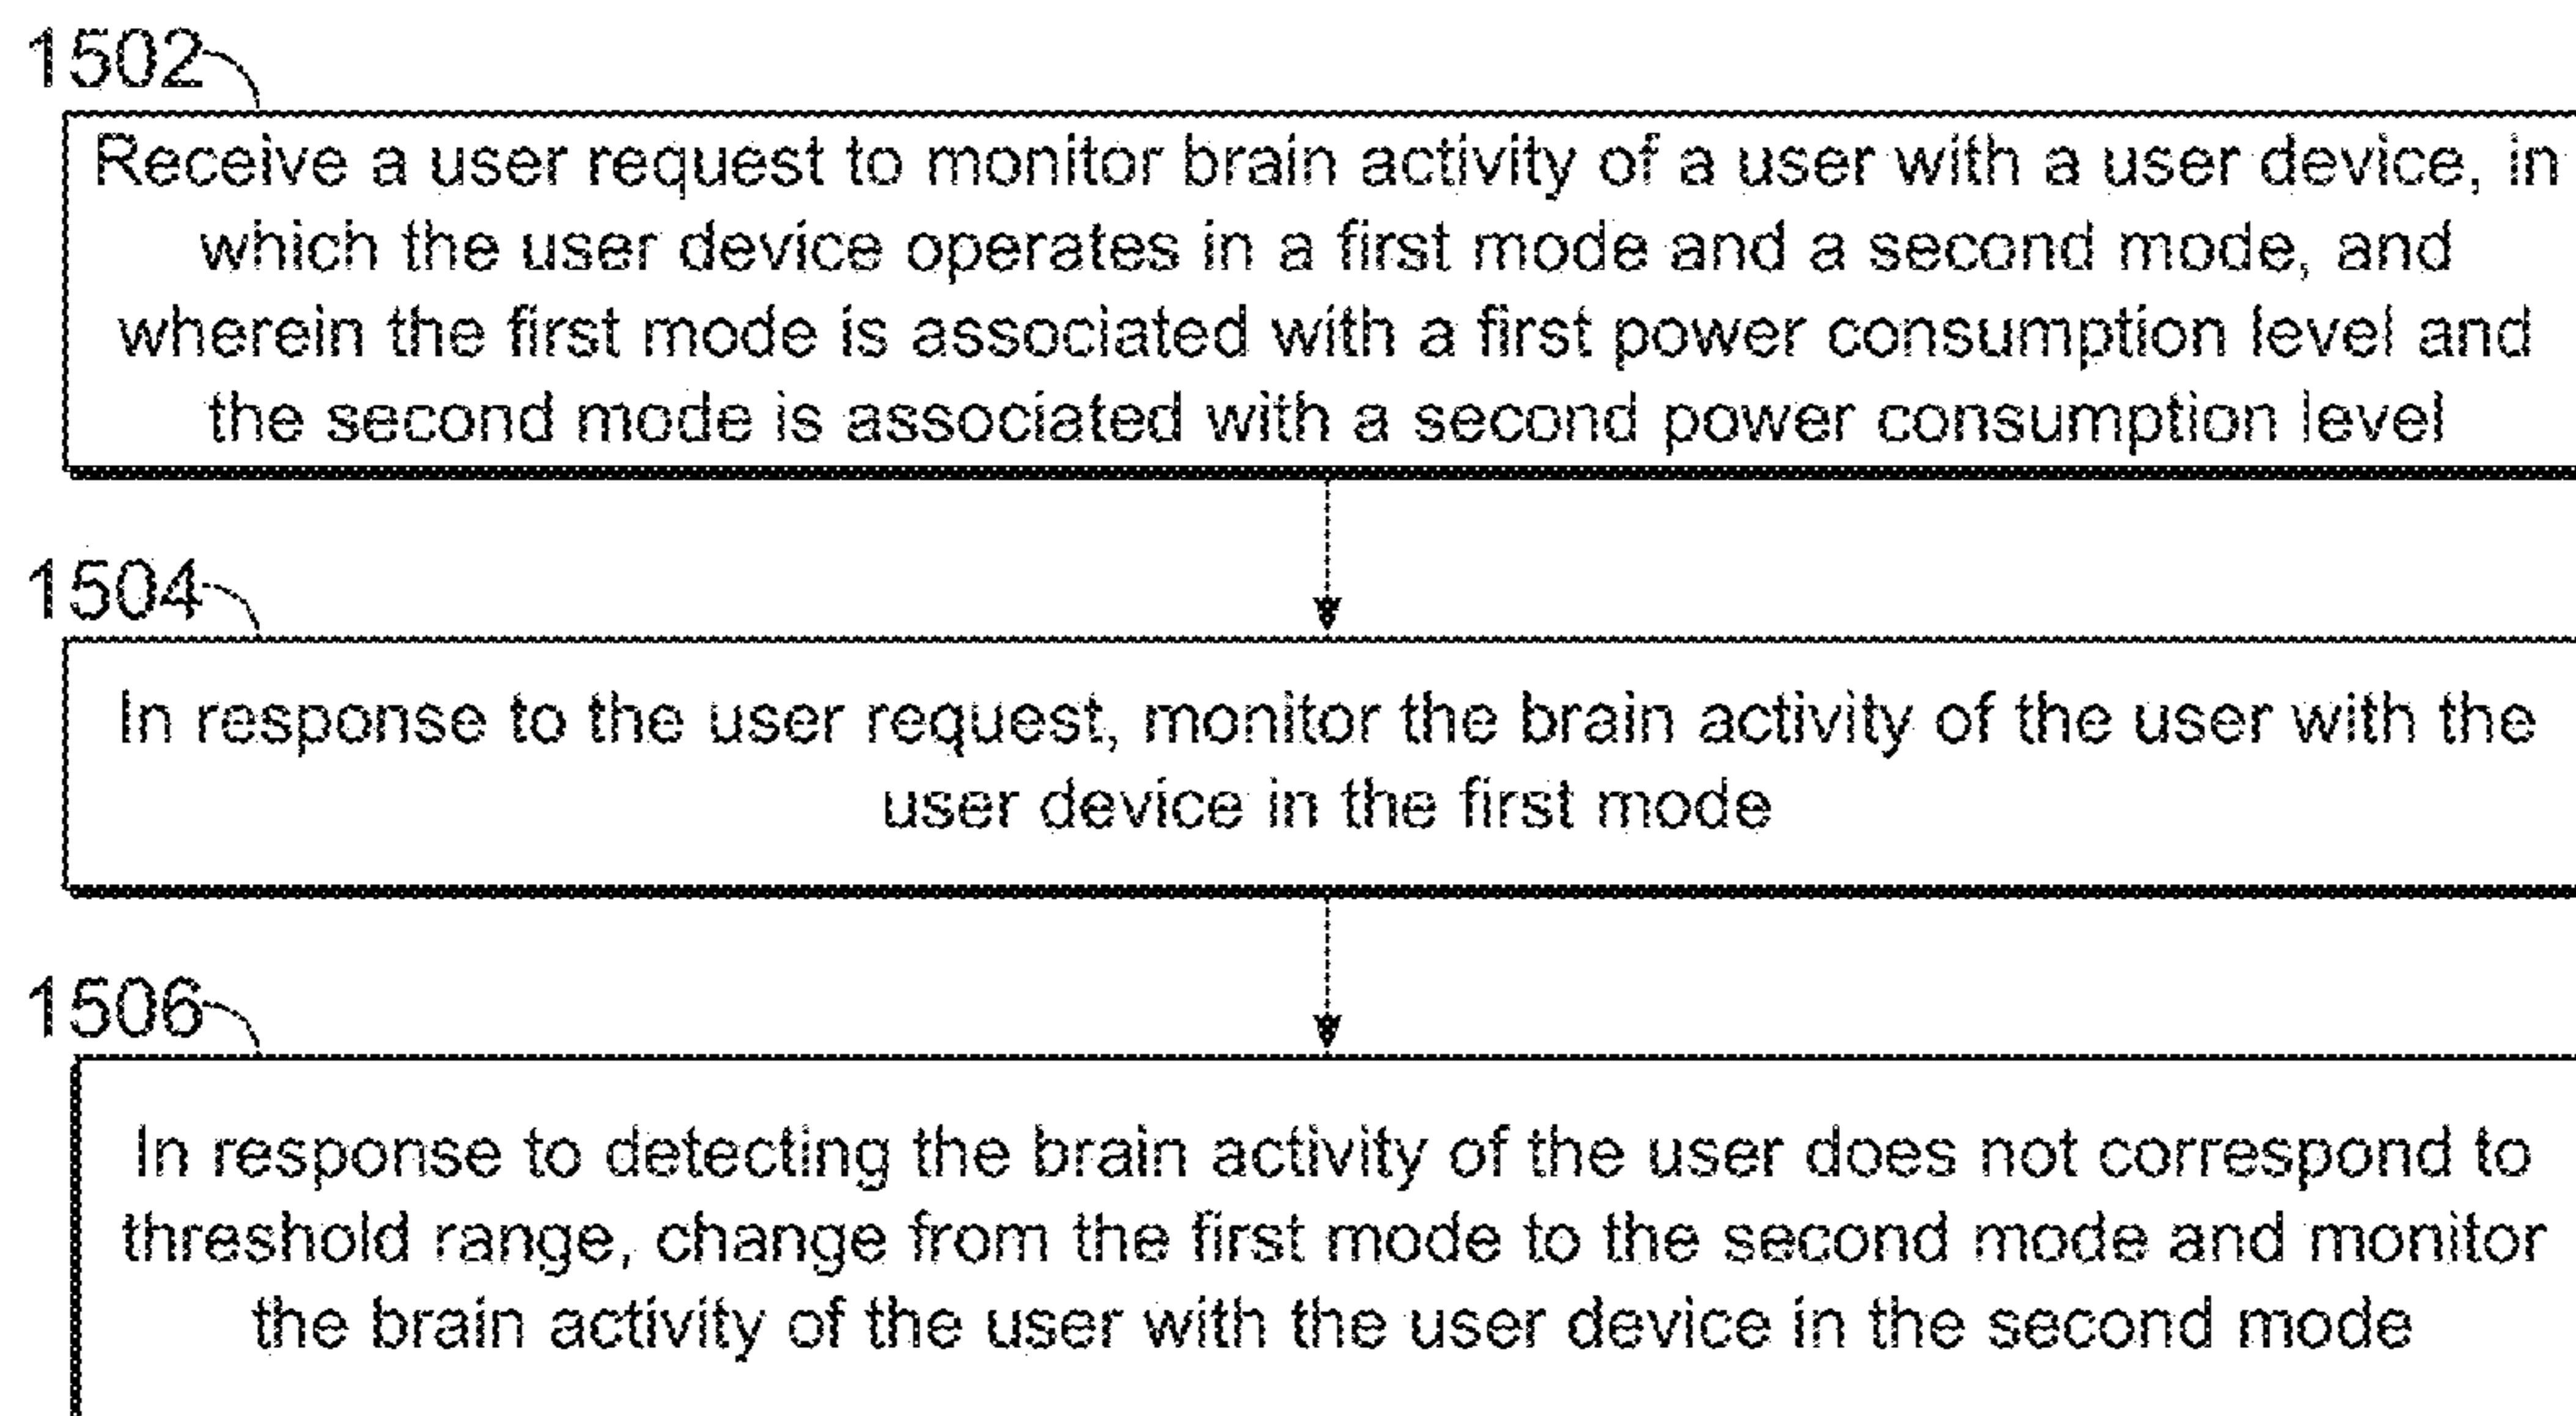 1502
Receive a user request to monitor brain activity of a user with a user device, in
which the user device operates in a first mode and a second mode, and
wherein the first mode is associated with a first power consumption level and
the second mode is associated with a second power consumption level
1504
In response to the user request, monitor the brain activity of the user with the
user device in the first mode
1506
In response to detecting the brain activity of the user does not correspond to
threshold range, change from the first mode to the second mode and monitor
the brain activity of the user with the user device in the second mode